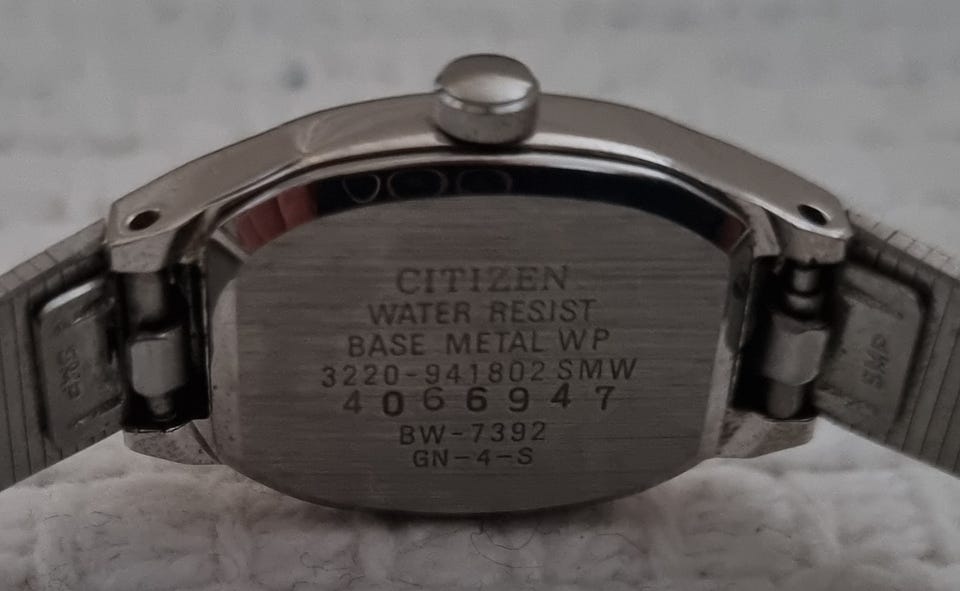 CITIZEN
WATER RESIST
BASE METAL WP
3220-941802 SMW
4066947
BW-7392
GN-4-S
SMP
SMP